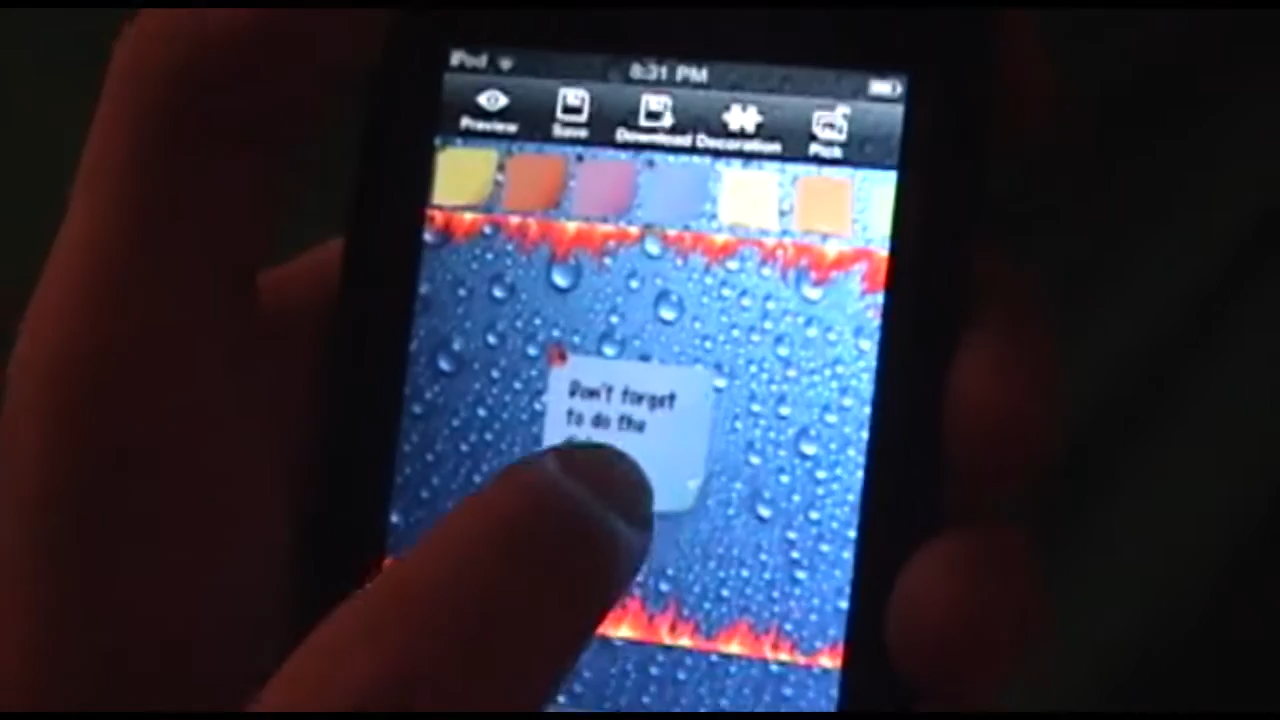 iPod 8:31 PM
Preview Save Download Decoration Pick
Don't forget
to do the